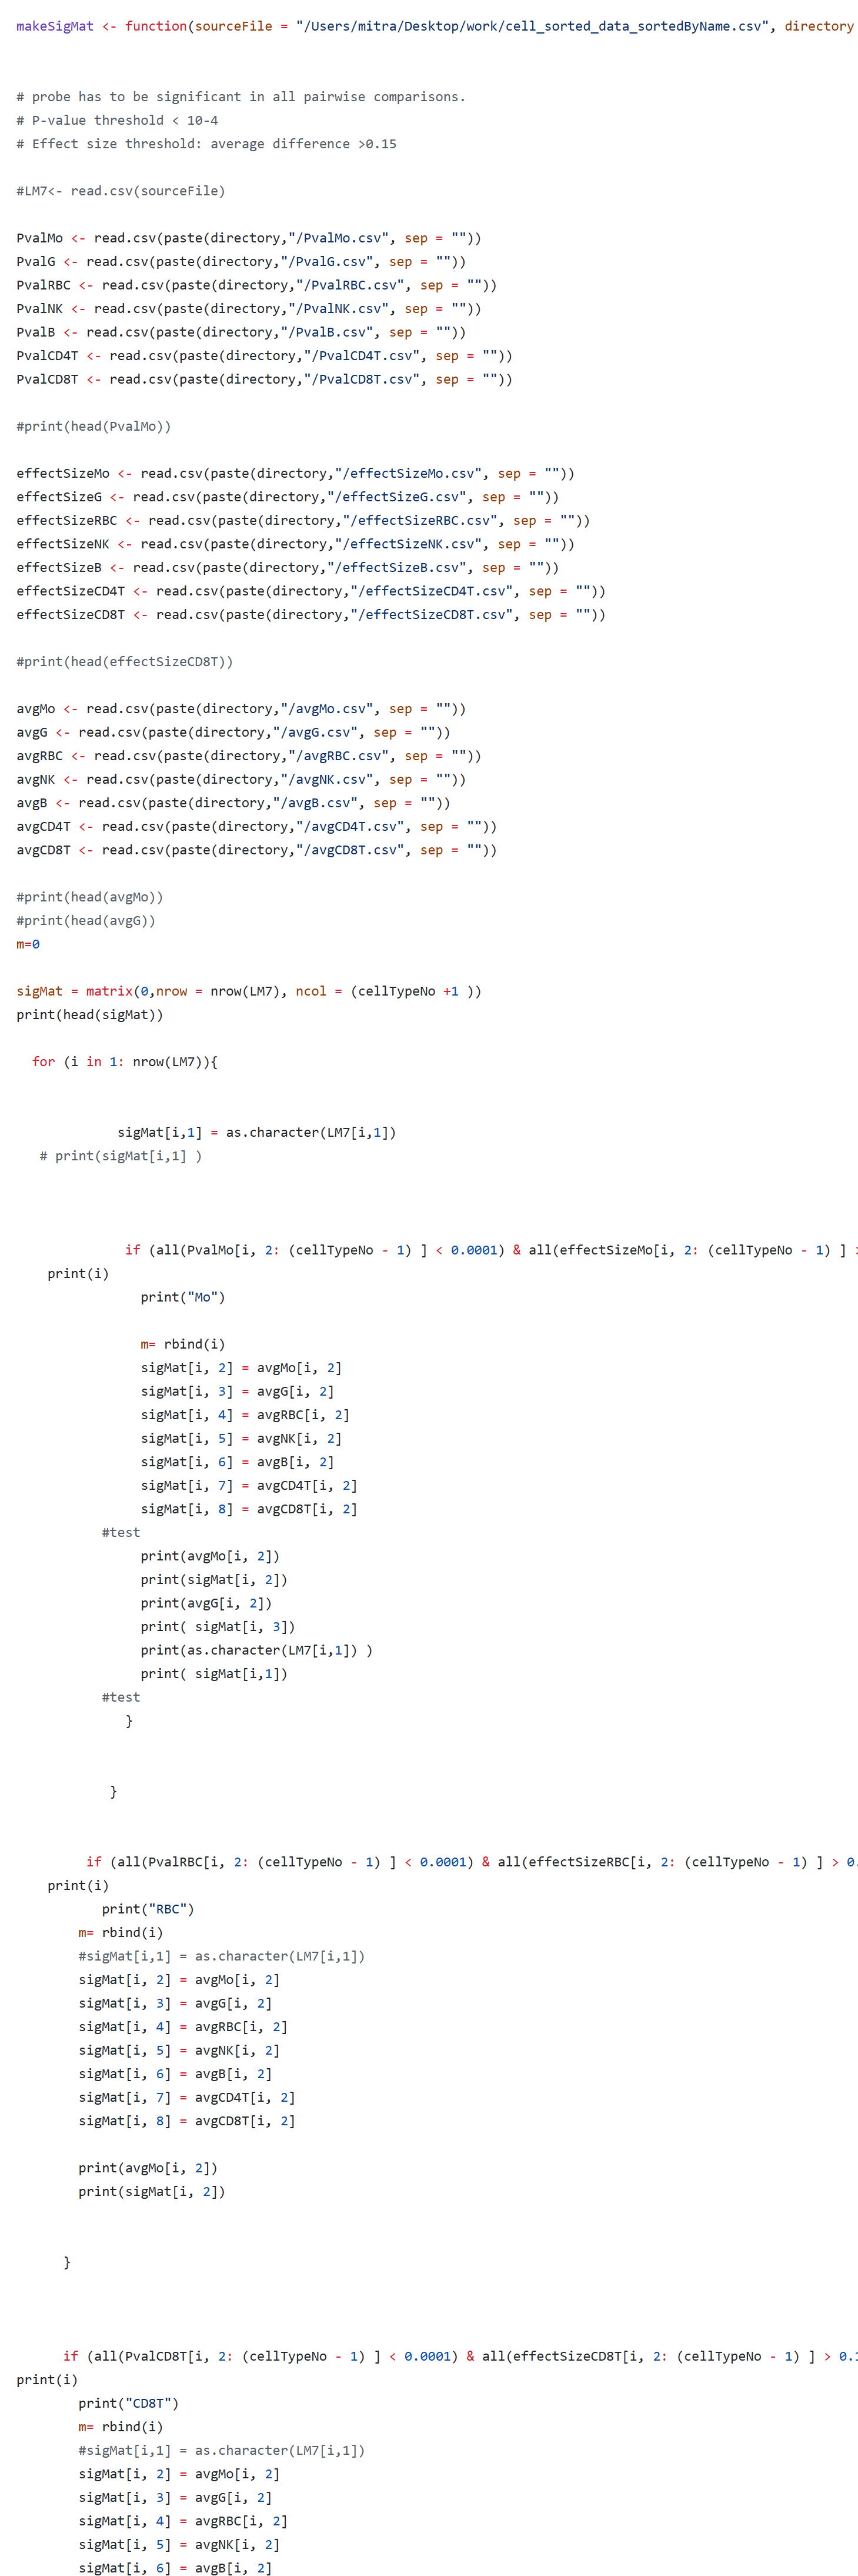 makeSigMat <- function(sourceFile = "/Users/mitra/Desktop/work/cell_sorted_data_sortedByName.csv", directory
# probe has to be significant in all pairwise comparisons.
# P-value threshold < 10-4
# Effect size threshold: average difference >0.15
#LM7<- read.csv(sourceFile)
PvalMo <- read.csv(paste(directory,"/PvalMo.csv", sep = ""))
PvalG <- read.csv(paste(directory,"/PvalG.csv", sep = ""))
PvalRBC <- read.csv(paste(directory,"/PvalRBC.csv", sep = ""))
PvalNK <- read.csv(paste(directory,"/PvalNK.csv", sep = ""))
PvalB <- read.csv(paste(directory,"/PvalB.csv", sep = ""))
PvalCD4T <- read.csv(paste(directory,"/PvalCD4T.csv", sep = ""))
PvalCD8T <- read.csv(paste(directory,"/PvalCD8T.csv", sep = ""))
#print(head(PvalMo))
effectSizeMo <- read.csv(paste(directory,"/effectSizeMo.csv", sep = ""))
effectSizeG <- read.csv(paste(directory,"/effectSizeG.csv", sep = ""))
effectSizeRBC <- read.csv(paste(directory,"/effectSizeRBC.csv", sep = ""))
effectSizeNK <- read.csv(paste(directory,"/effectSizeNK.csv", sep = ""))
effectSizeB <- read.csv(paste(directory,"/effectSizeB.csv", sep = ""))
effectSizeCD4T <- read.csv(paste(directory,"/effectSizeCD4T.csv", sep = ""))
effectSizeCD8T <- read.csv(paste(directory,"/effectSizeCD8T.csv", sep = ""))
#print(head(effectSizeCD8T))
avgMo <- read.csv(paste(directory,"/avgMo.csv", sep = ""))
avgG <- read.csv(paste(directory,"/avgG.csv", sep = ""))
avgRBC <- read.csv(paste(directory,"/avgRBC.csv", sep = ""))
avgNK <- read.csv(paste(directory,"/avgNK.csv", sep = ""))
avgB <- read.csv(paste(directory,"/avgB.csv", sep = ""))
avgCD4T <- read.csv(paste(directory,"/avgCD4T.csv", sep = ""))
avgCD8T <- read.csv(paste(directory,"/avgCD8T.csv", sep = ""))
#print(head(avgMo))
#print(head(avgG))
m=0
sigMat = matrix(0,nrow = nrow(LM7), ncol = (cellTypeNo +1 ))
print(head(sigMat))
for (i in 1: nrow(LM7)){
sigMat[i,1] = as.character(LM7[i,1])
# print(sigMat[i,1] )
if (all(PvalMo[i, 2: (cellTypeNo - 1) ] < 0.0001) & all(effectSizeMo[i, 2: (cellTypeNo - 1) ] >
print(i)
print("Mo")
m= rbind(i)
sigMat[i, 2] = avgMo[i, 2]
sigMat[i, 3] = avgG[i, 2]
sigMat[i, 4] = avgRBC[i, 2]
sigMat[i, 5] = avgNK[i, 2]
sigMat[i, 6] = avgB[i, 2]
sigMat[i, 7] = avgCD4T[i, 2]
sigMat[i, 8] = avgCD8T[i, 2]
#test
print(avgMo[i, 2])
print(sigMat[i, 2])
print(avgG[i, 2])
print( sigMat[i, 3])
print(as.character(LM7[i,1]) )
print( sigMat[i,1])
#test
}
}
if (all(PvalRBC[i, 2: (cellTypeNo - 1) ] < 0.0001) & all(effectSizeRBC[i, 2: (cellTypeNo - 1) ] > 0.
print(i)
print("RBC")
m= rbind(i)
#sigMat[i,1] = as.character(LM7[i,1])
sigMat[i, 2] = avgMo[i, 2]
sigMat[i, 3] = avgG[i, 2]
sigMat[i, 4] = avgRBC[i, 2]
sigMat[i, 5] = avgNK[i, 2]
sigMat[i, 6] = avgB[i, 2]
sigMat[i, 7] = avgCD4T[i, 2]
sigMat[i, 8] = avgCD8T[i, 2]
print(avgMo[i, 2])
print(sigMat[i, 2])
}
if (all(PvalCD8T[i, 2: (cellTypeNo - 1) ] < 0.0001) & all(effectSizeCD8T[i, 2: (cellTypeNo - 1) ] > 0.1
print(i)
print("CD8T")
m= rbind(i)
#sigMat[i,1] = as.character(LM7[i,1])
sigMat[i, 2] = avgMo[i, 2]
sigMat[i, 3] = avgG[i, 2]
sigMat[i, 4] = avgRBC[i, 2]
sigMat[i, 5] = avgNK[i, 2]
sigMat[i, 6] = avgB[i, 2]